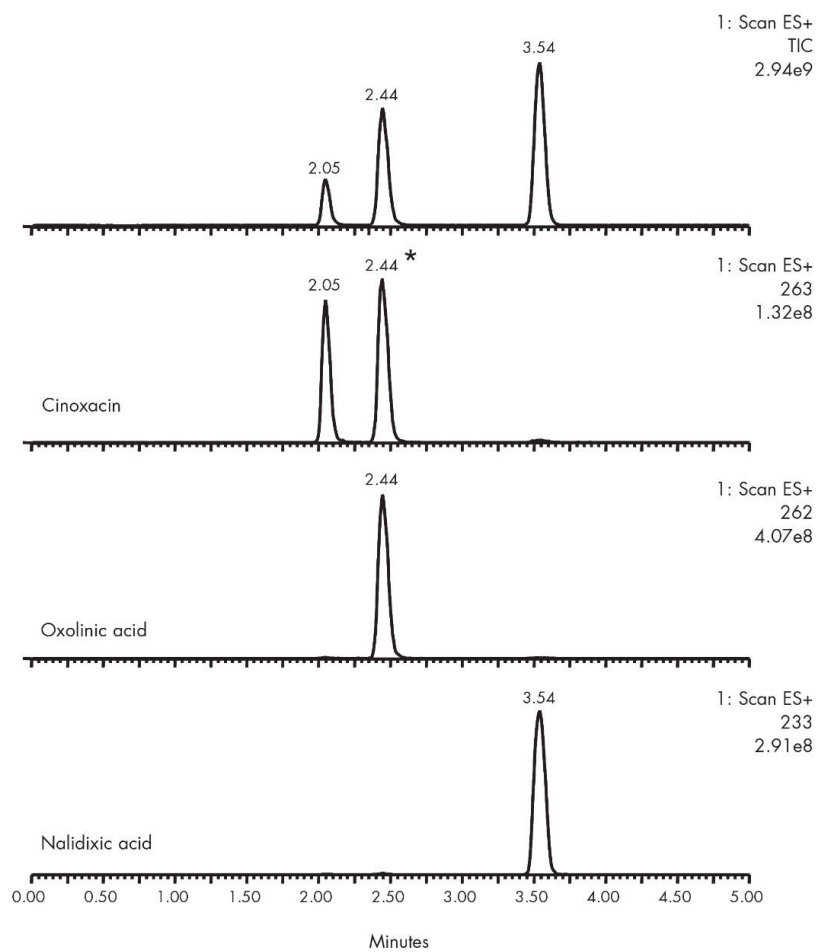 1: Scan ES+
TIC
2.94e9
3.54
2.44
2.05
1: Scan ES+
263
1.32e8
2.44 *
2.05
Cinoxacin
1: Scan ES+
262
4.07e8
2.44
Oxolinic acid
1: Scan ES+
233
2.91e8
3.54
Nalidixic acid
0.00 0.50 1.00 1.50 2.00 2.50 3.00 3.50 4.00 4.50 5.00
Minutes